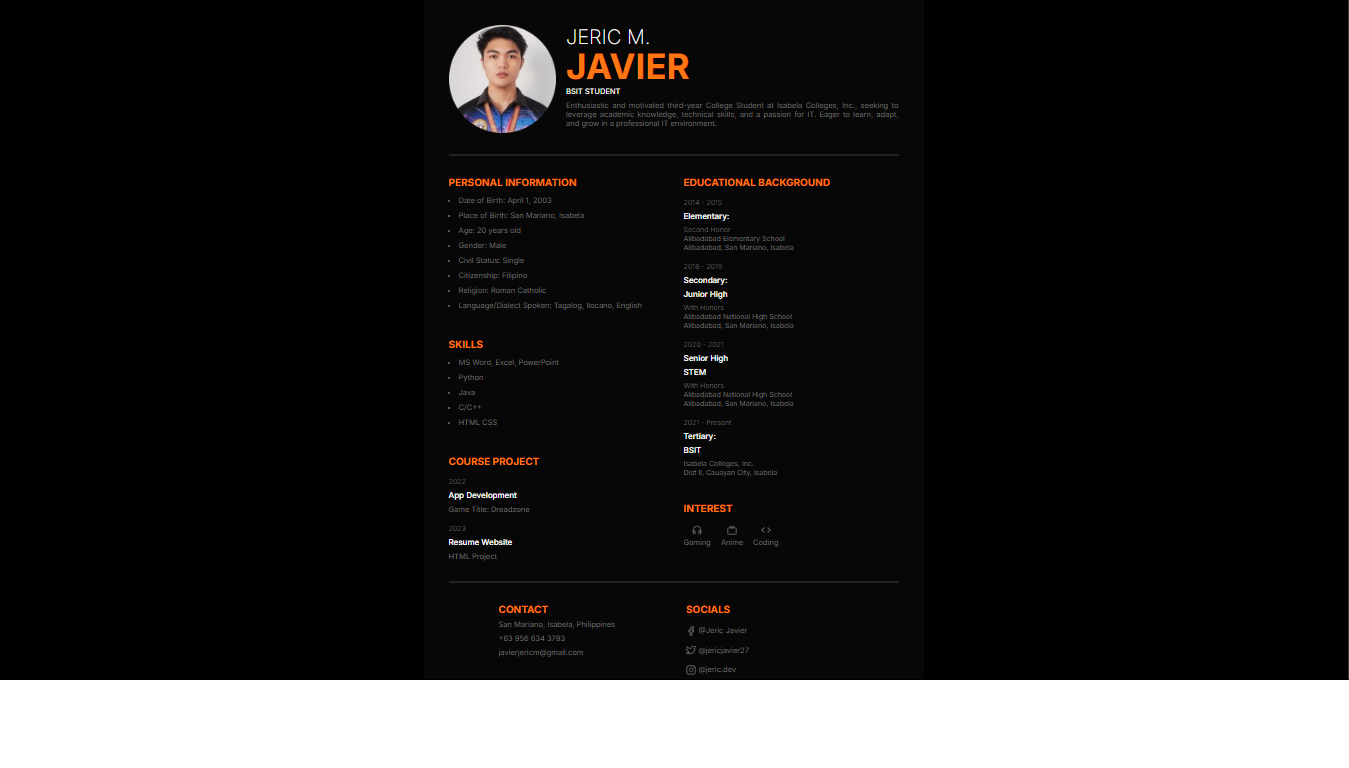 JERIC M.
JAVIER
BSIT STUDENT
Enthusiastic and motivated third-year College Student at Isabela Colleges, Inc., seeking to
leverage academic knowledge, technical skills, and a passion for IT. Eager to learn, adapt,
and grow in a professional IT environment.
PERSONAL INFORMATION
• Date of Birth: April 1, 2003
• Place of Birth: San Mariano, Isabela
• Age: 20 years old
• Gender: Male
• Civil Status: Single
• Citizenship: Filipino
• Religion: Roman Catholic
• Language/Dialect Spoken: Tagalog, Ilocano, English
SKILLS
• MS Word, Excel, PowerPoint
• Python
• Java
• C/C++
• HTML CSS
COURSE PROJECT
2022
App Development
Game Title: Dreadzone
2023
Resume Website
HTML Project
EDUCATIONAL BACKGROUND
2014 - 2015
Elementary:
Second Honor
Alibadabad Elementary School
Alibadabad, San Mariano, Isabela
2018 - 2019
Secondary:
Junior High
With Honors
Alibadabad National High School
Alibadabad, San Mariano, Isabela
2020 - 2021
Senior High
STEM
With Honors
Alibadabad National High School
Alibadabad, San Mariano, Isabela
2021 - Present
Tertiary:
BSIT
Isabela Colleges, Inc.
Dist II, Cauayan City, Isabela
INTEREST
Gaming Anime Coding
CONTACT
San Mariano, Isabela, Philippines
+63 956 634 3793
javierjericm@gmail.com
SOCIALS
@Jeric Javier
@jericjavier27
@jeric.dev